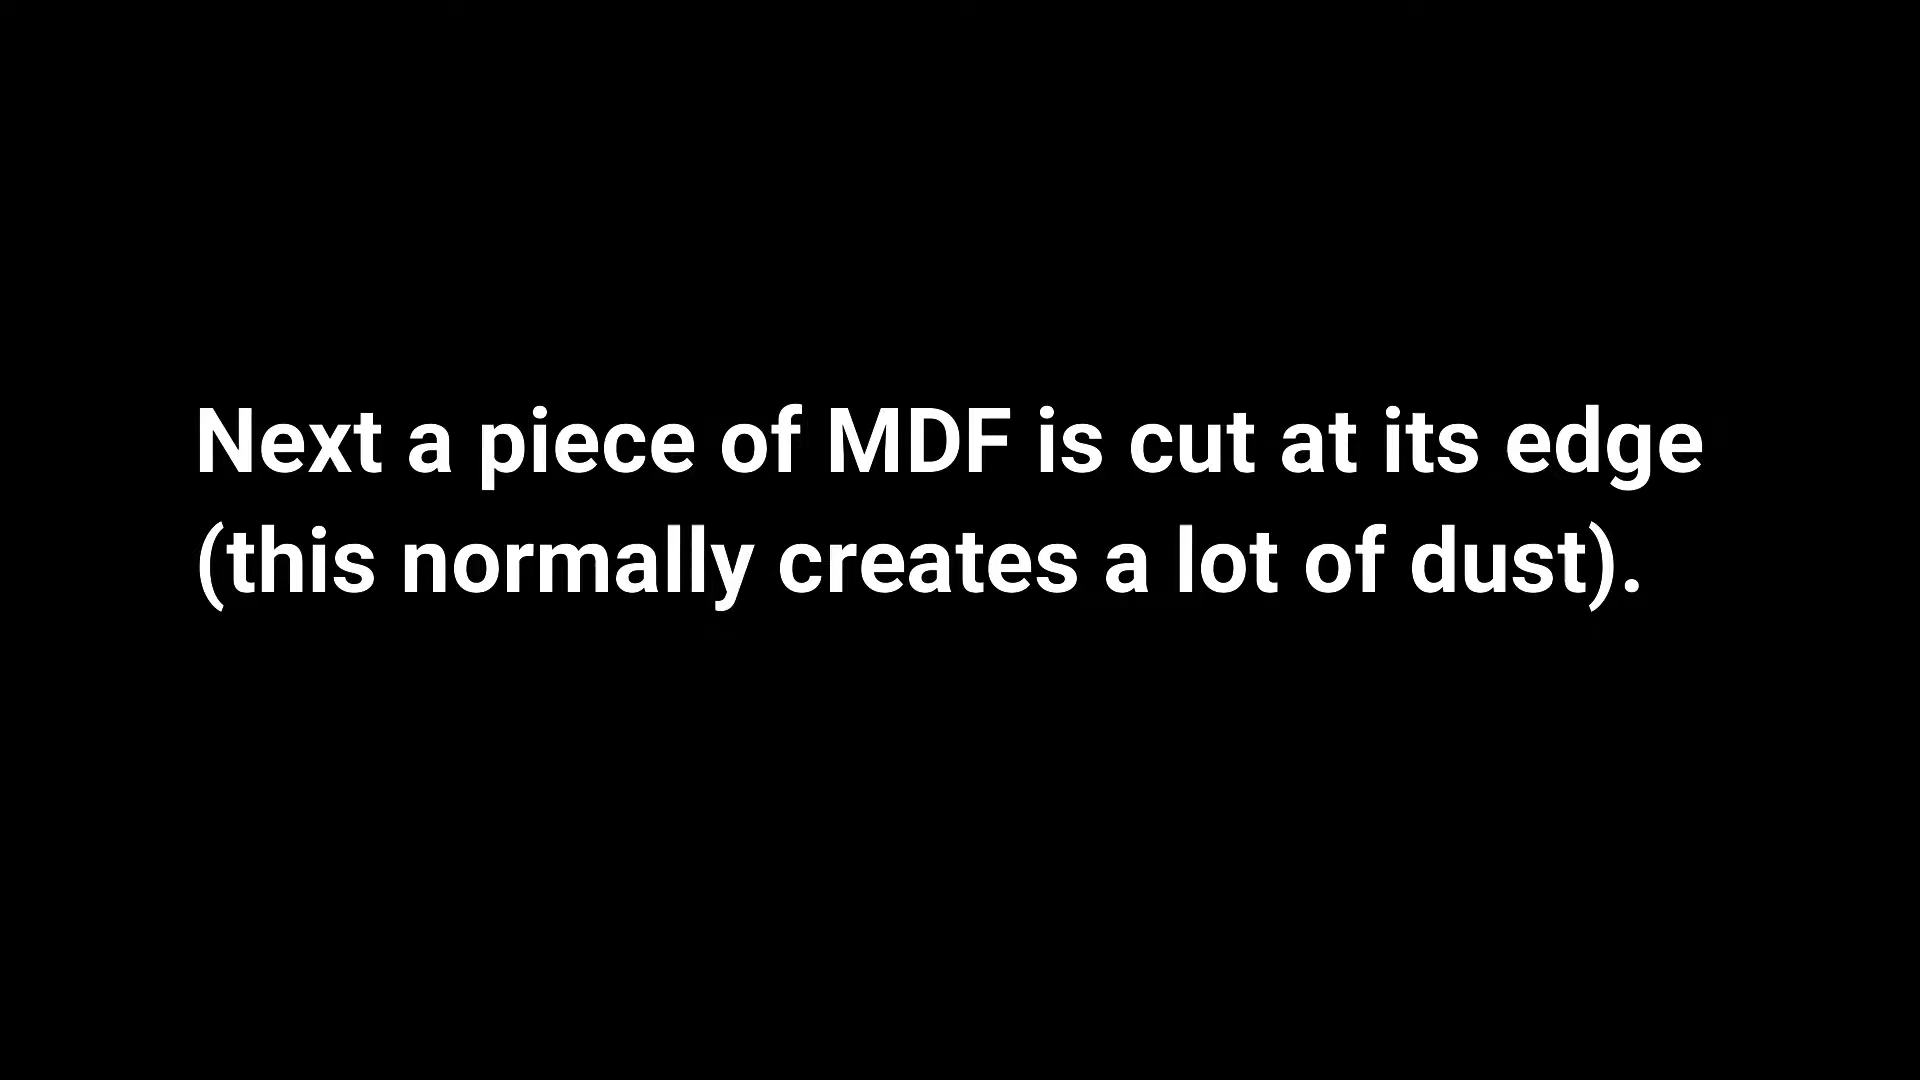 Next a piece of MDF is cut at its edge
(this normally creates a lot of dust).